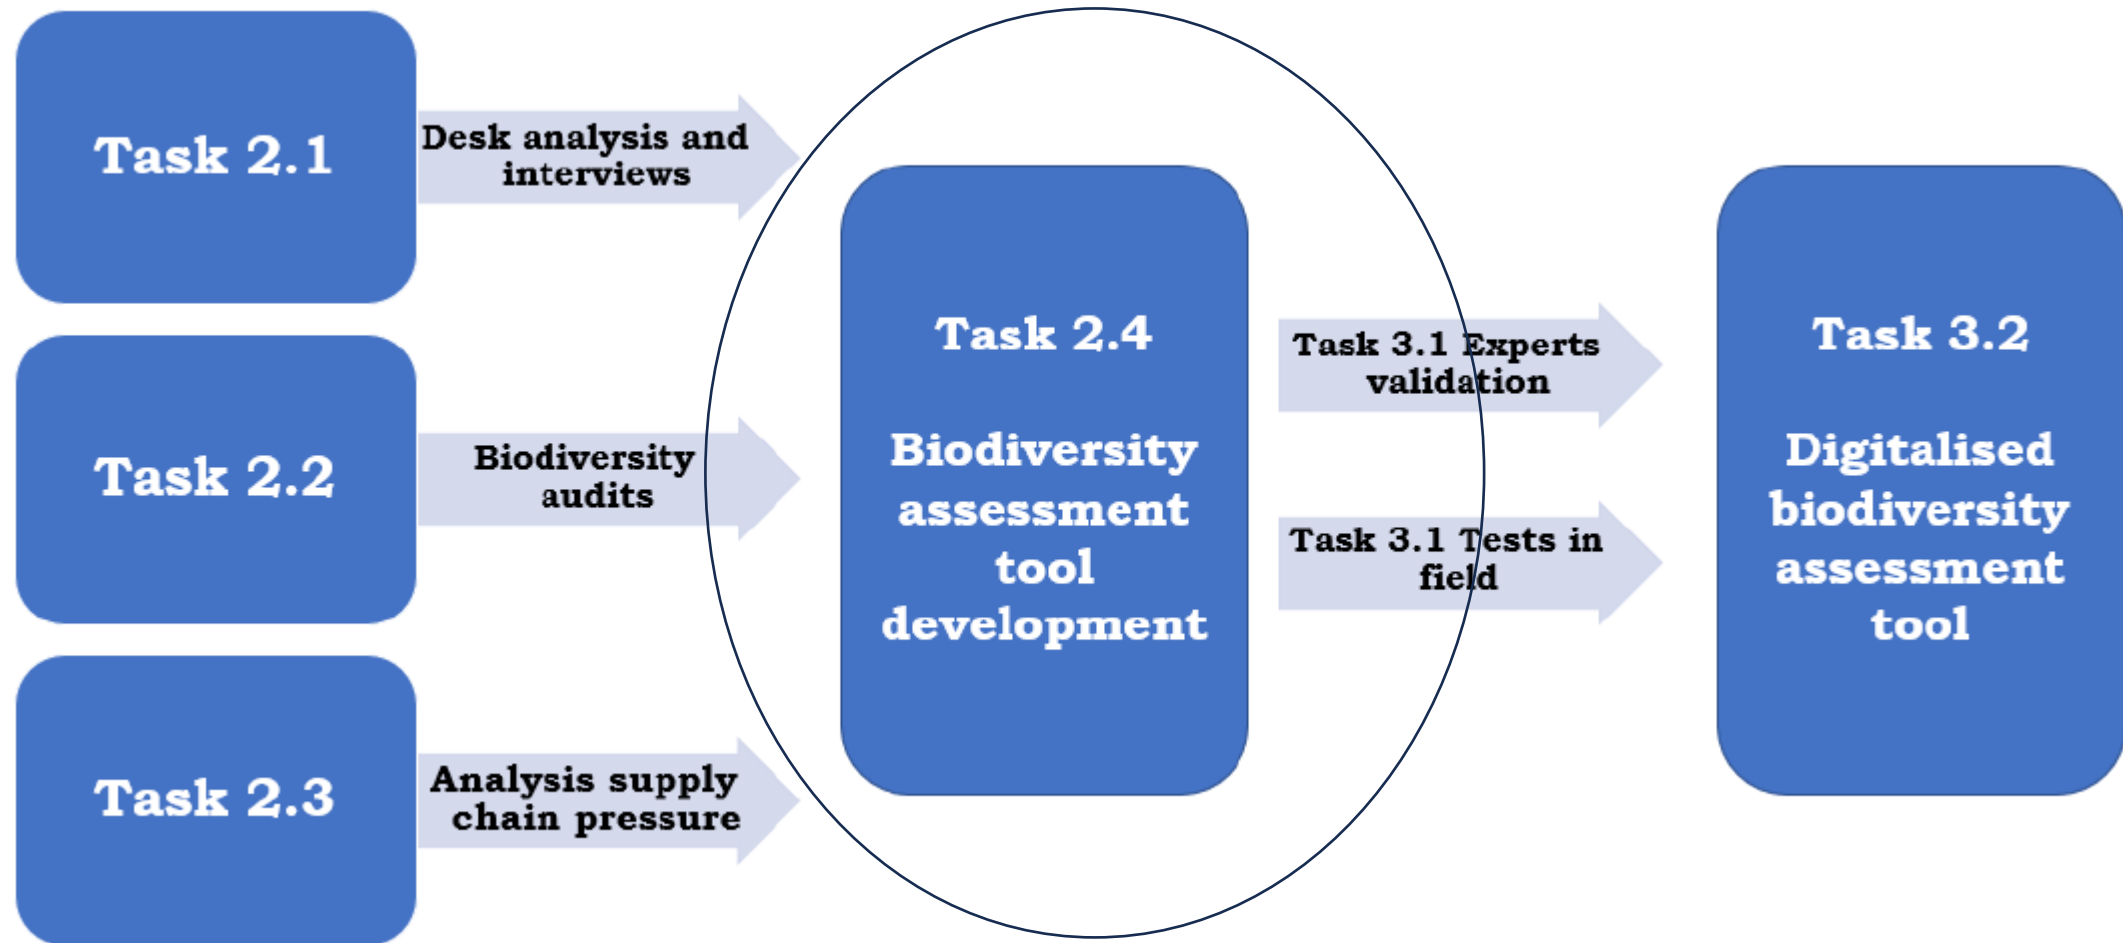 Task 2.1
Desk analysis and
interviews
Task 2.2
Biodiversity
audits
Task 2.3
Analysis supply
chain pressure
Task 2.4
Biodiversity
assessment
tool
development
Task 3.1 Experts
validation
Task 3.1 Tests in
field
Task 3.2
Digitalised
biodiversity
assessment
tool